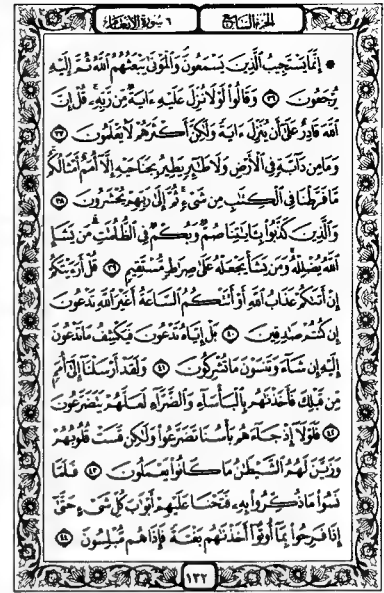 الجزء السابع ٦ سورة الأنعام
۞ إِنَّمَا يَسْتَجِيبُ ٱلَّذِينَ يَسْمَعُونَ وَٱلْمَوْتَىٰ يَبْعَثُهُمُ ٱللَّهُ ثُمَّ إِلَيْهِ
يُرْجَعُونَ ٣٦ وَقَالُوا۟ لَوْلَا نُزِّلَ عَلَيْهِ ءَايَةٌ مِّن رَّبِّهِۦ قُلْ إِنَّ
ٱللَّهَ قَادِرٌ عَلَىٰٓ أَن يُنَزِّلَ ءَايَةً وَلَـٰكِنَّ أَكْثَرَهُمْ لَا يَعْلَمُونَ ٣٧
وَمَا مِن دَآبَّةٍ فِى ٱلْأَرْضِ وَلَا طَـٰٓئِرٍ يَطِيرُ بِجَنَاحَيْهِ إِلَّآ أُمَمٌ أَمْثَالُكُم
مَّا فَرَّطْنَا فِى ٱلْكِتَـٰبِ مِن شَىْءٍ ثُمَّ إِلَىٰ رَبِّهِمْ يُحْشَرُونَ ٣٨
وَٱلَّذِينَ كَذَّبُوا۟ بِـَٔايَـٰتِنَا صُمٌّ وَبُكْمٌ فِى ٱلظُّلُمَـٰتِ مَن يَشَإِ
ٱللَّهُ يُضْلِلْهُ وَمَن يَشَأْ يَجْعَلْهُ عَلَىٰ صِرَٰطٍ مُّسْتَقِيمٍ ٣٩ قُلْ أَرَءَيْتَكُمْ
إِنْ أَتَىٰكُمْ عَذَابُ ٱللَّهِ أَوْ أَتَتْكُمُ ٱلسَّاعَةُ أَغَيْرَ ٱللَّهِ تَدْعُونَ
إِن كُنتُمْ صَـٰدِقِينَ ٤٠ بَلْ إِيَّاهُ تَدْعُونَ فَيَكْشِفُ مَا تَدْعُونَ
إِلَيْهِ إِن شَآءَ وَتَنسَوْنَ مَا تُشْرِكُونَ ٤١ وَلَقَدْ أَرْسَلْنَآ إِلَىٰٓ أُمَمٍ
مِّن قَبْلِكَ فَأَخَذْنَـٰهُم بِٱلْبَأْسَآءِ وَٱلضَّرَّآءِ لَعَلَّهُمْ يَتَضَرَّعُونَ
٤٢ فَلَوْلَآ إِذْ جَآءَهُم بَأْسُنَا تَضَرَّعُوا۟ وَلَـٰكِن قَسَتْ قُلُوبُهُمْ
وَزَيَّنَ لَهُمُ ٱلشَّيْطَـٰنُ مَا كَانُوا۟ يَعْمَلُونَ ٤٣ فَلَمَّا
نَسُوا۟ مَا ذُكِّرُوا۟ بِهِۦ فَتَحْنَا عَلَيْهِمْ أَبْوَٰبَ كُلِّ شَىْءٍ حَتَّىٰٓ
إِذَا فَرِحُوا۟ بِمَآ أُوتُوٓا۟ أَخَذْنَـٰهُم بَغْتَةً فَإِذَا هُم مُّبْلِسُونَ ٤٤
١٣٢